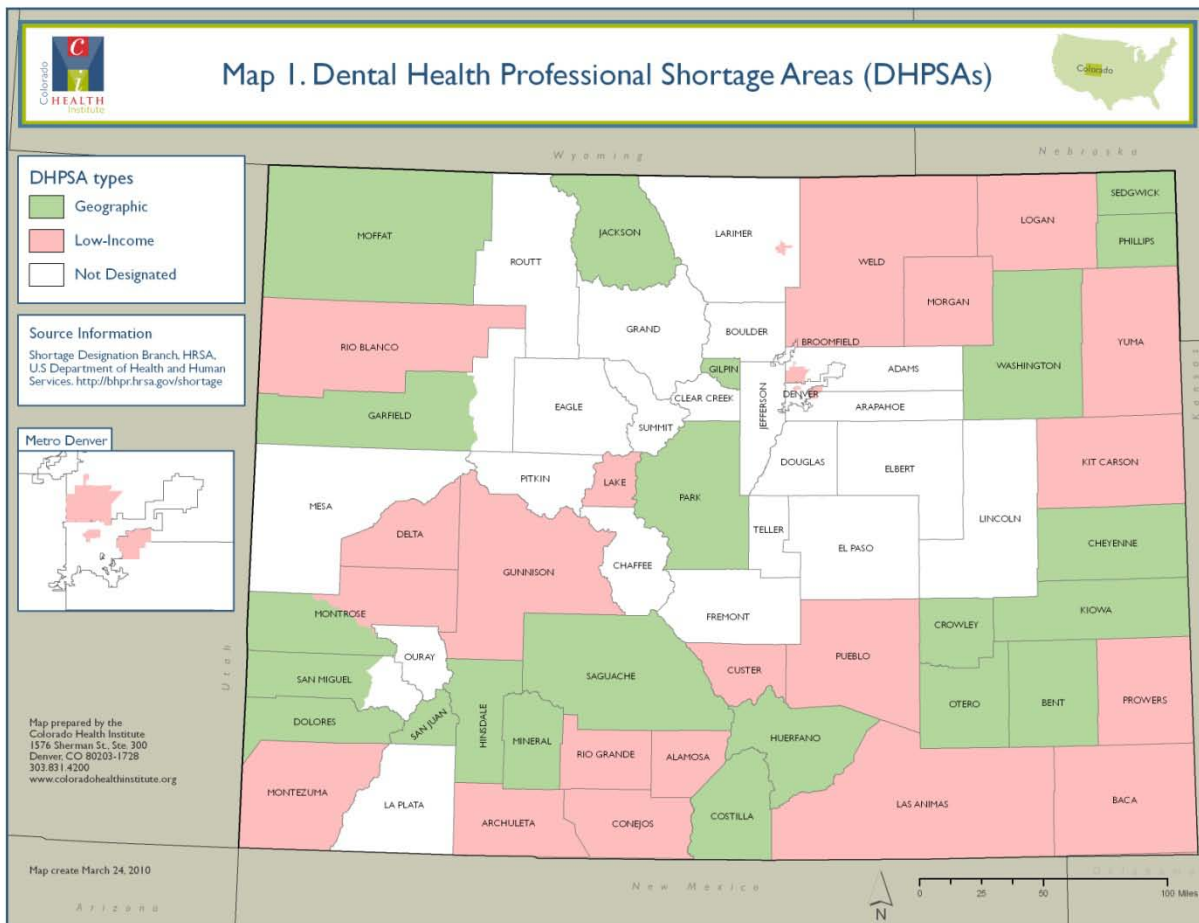 Colorado
C
i
HEALTH
Institute
Map 1. Dental Health Professional Shortage Areas (DHPSAs)
Colorado
Wyoming
Nebraska
DHPSA types
Geographic
Low-Income
Not Designated
Source Information
Shortage Designation Branch, HRSA,
U.S Department of Health and Human
Services. http://bhpr.hrsa.gov/shortage
Metro Denver
MOFFAT
ROUTT
JACKSON
LARIMER
WELD
LOGAN
SEDGWICK
PHILLIPS
MORGAN
YUMA
WASHINGTON
RIO BLANCO
GRAND
BOULDER
BROOMFIELD
GILPIN
ADAMS
GARFIELD
EAGLE
CLEAR CREEK
JEFFERSON
DENVER
ARAPAHOE
SUMMIT
Kansas
MESA
PITKIN
LAKE
PARK
DOUGLAS
ELBERT
KIT CARSON
LINCOLN
DELTA
GUNNISON
CHAFFEE
TELLER
EL PASO
CHEYENNE
MONTROSE
FREMONT
CROWLEY
KIOWA
Utah
OURAY
SAN MIGUEL
SAGUACHE
CUSTER
PUEBLO
OTERO
BENT
PROWERS
DOLORES
SAN JUAN
HINSDALE
MINERAL
RIO GRANDE
ALAMOSA
HUERFANO
MONTEZUMA
LA PLATA
ARCHULETA
CONEJOS
COSTILLA
LAS ANIMAS
BACA
Map prepared by the
Colorado Health Institute
1576 Sherman St., Ste. 300
Denver, CO 80203-1728
303.831.4200
www.coloradohealthinstitute.org
Map create March 24, 2010
Arizona
New Mexico
Oklahoma
N
0 25 50 100 Miles